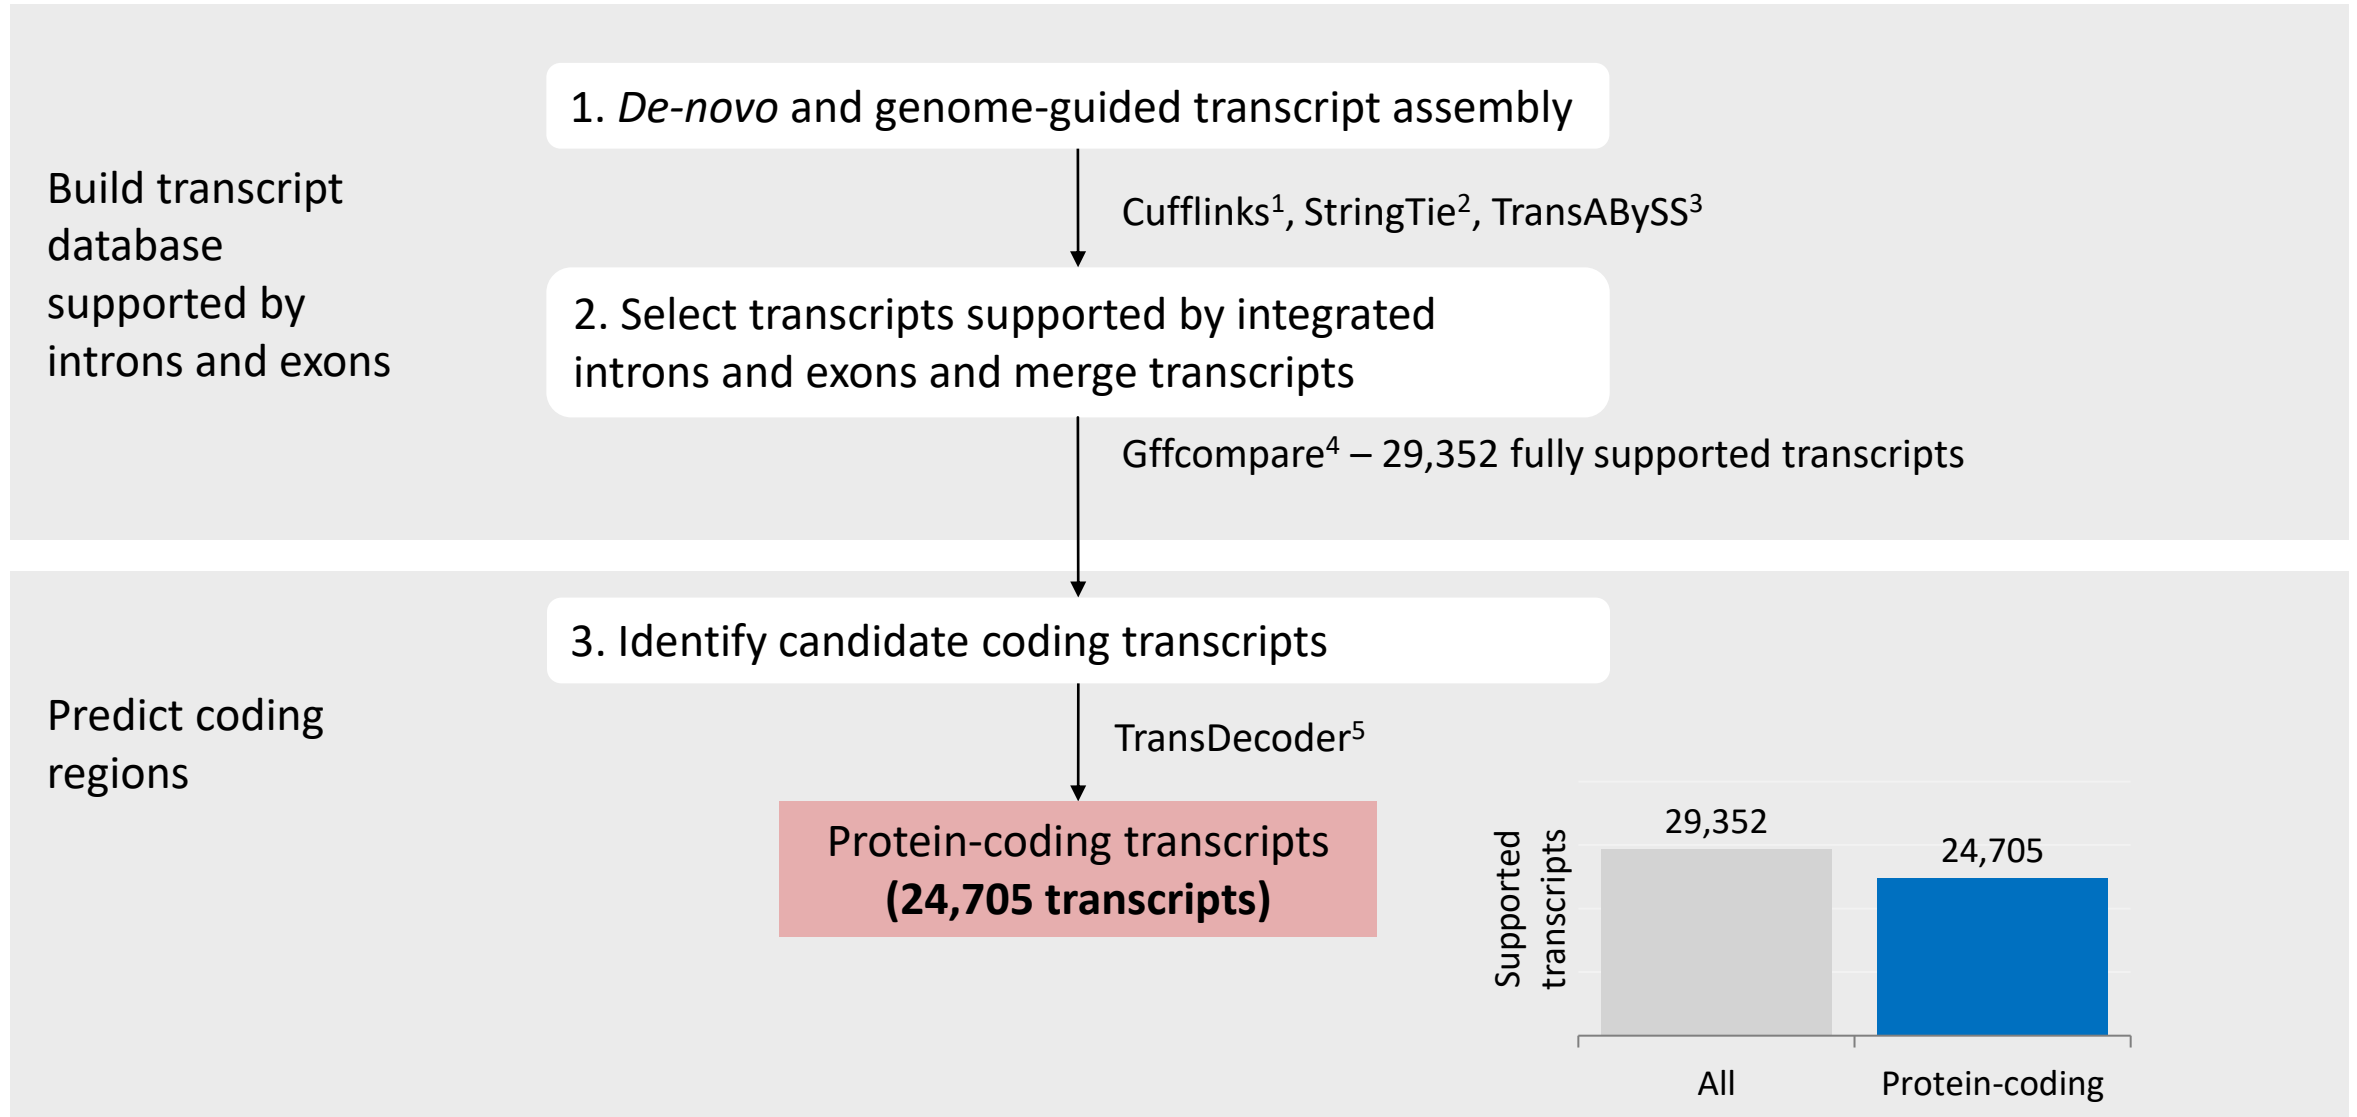 Build transcript
database
supported by
introns and exons
1. De-novo and genome-guided transcript assembly
Cufflinks¹, StringTie², TransABySS³
2. Select transcripts supported by integrated
introns and exons and merge transcripts
Gffcompare⁴ – 29,352 fully supported transcripts
Predict coding
regions
3. Identify candidate coding transcripts
TransDecoder⁵
Protein-coding transcripts
(24,705 transcripts)
Supported
transcripts
29,352
24,705
All
Protein-coding